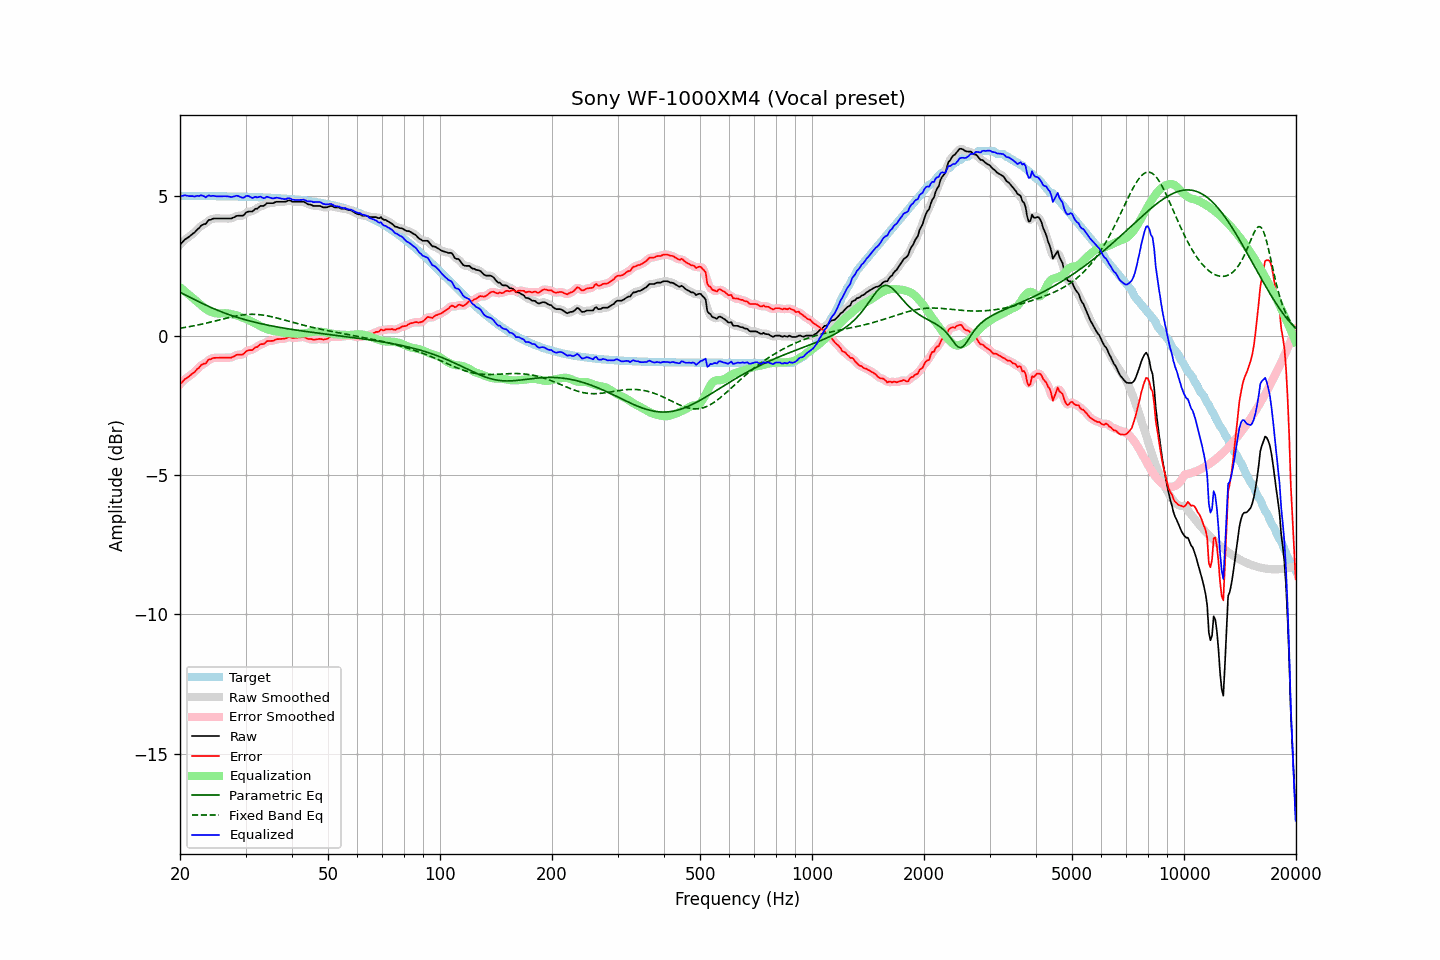 Sony WF-1000XM4 (Vocal preset)
Amplitude (dBr)
5
0
−5
−10
−15
Target
Raw Smoothed
Error Smoothed
Raw
Error
Equalization
Parametric Eq
Fixed Band Eq
Equalized
20 50 100 200 500 1000 2000 5000 10000 20000
Frequency (Hz)